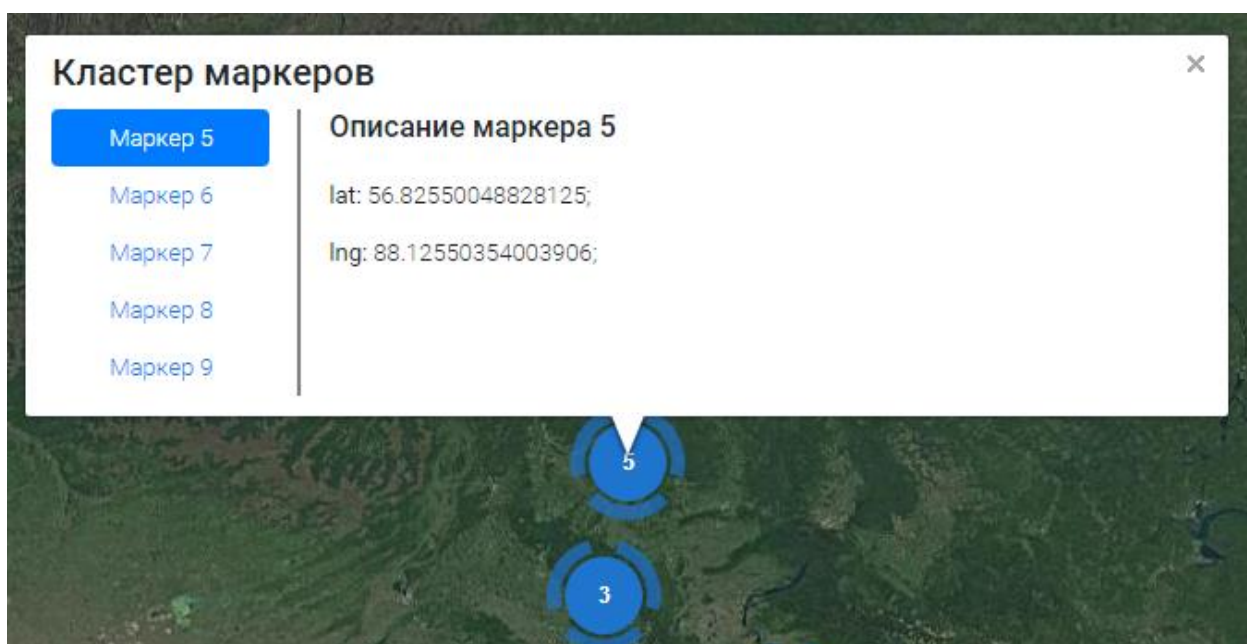 Кластер маркеров
×
Маркер 5
Маркер 6
Маркер 7
Маркер 8
Маркер 9
Описание маркера 5
lat: 56.82550048828125;
lng: 88.12550354003906;
5
3